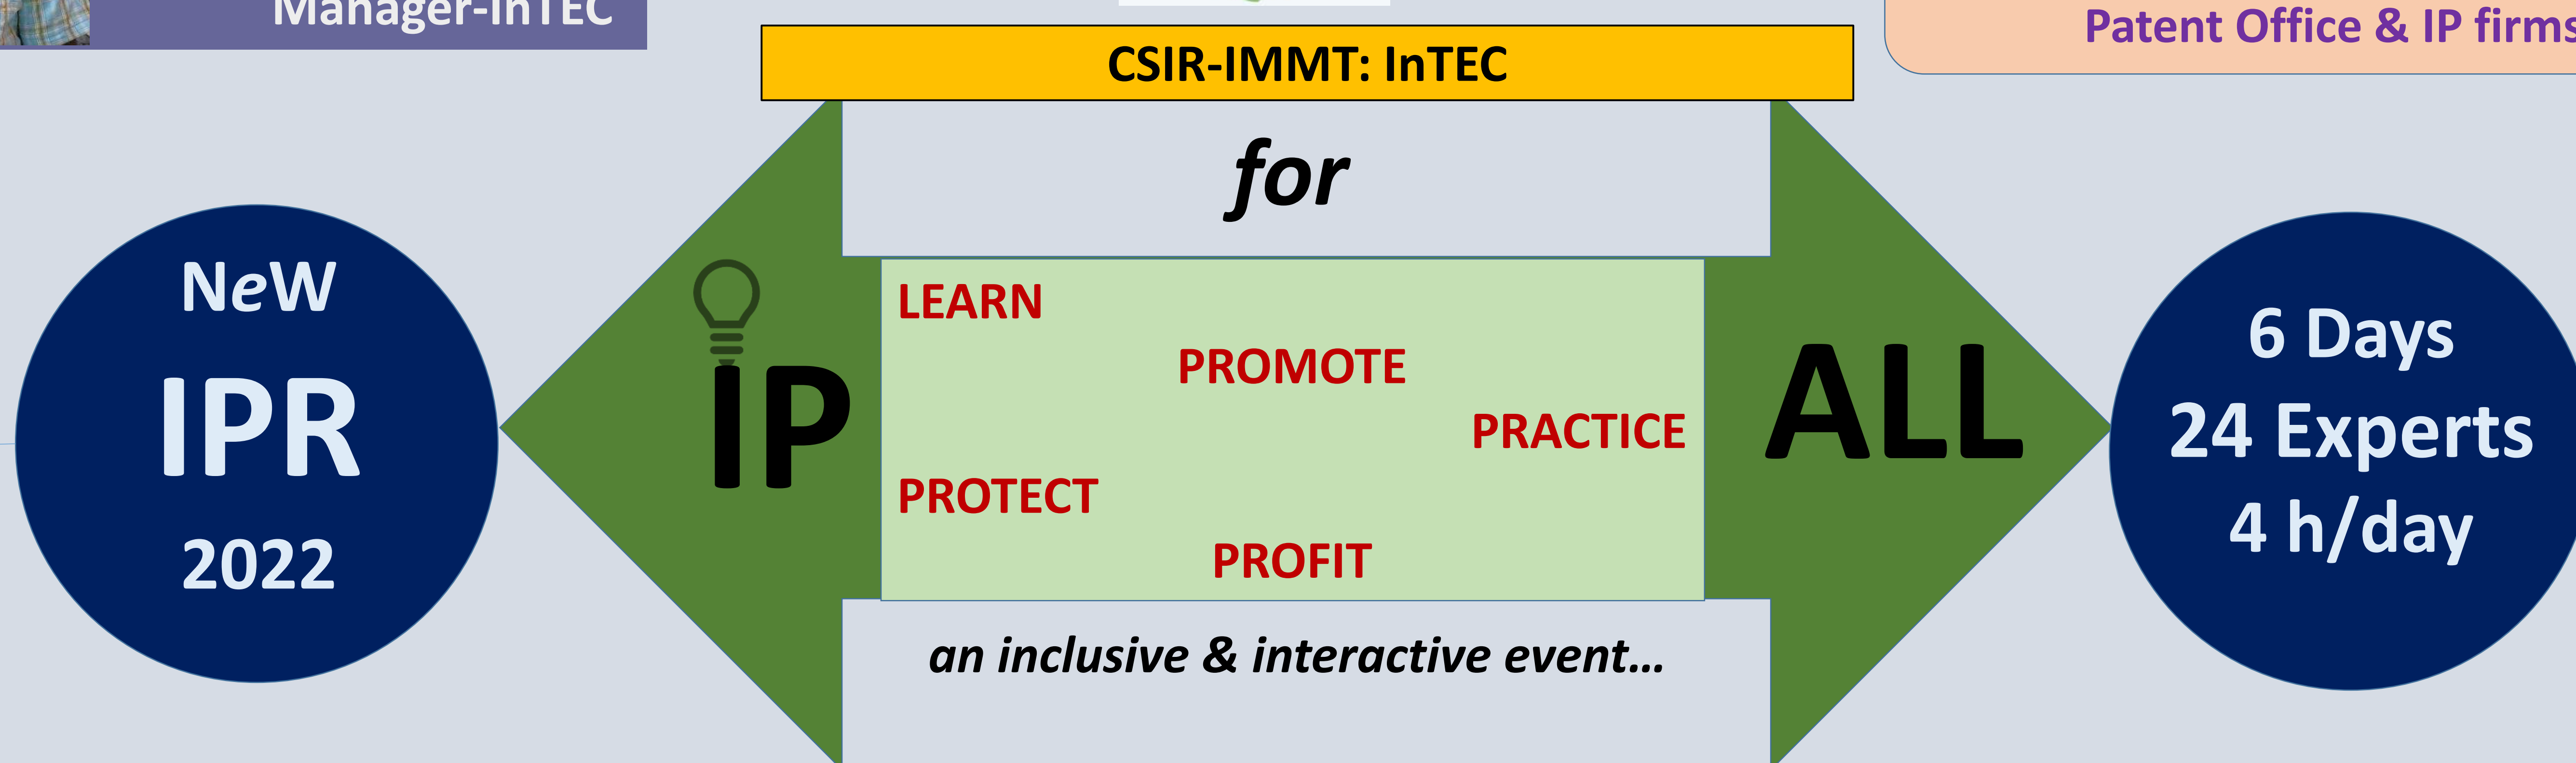 Manager-InTEC
Patent Office & IP firms
CSIR-IMMT: InTEC
for
NeW
IPR
2022
IP
LEARN
PROMOTE
PRACTICE
PROTECT
PROFIT
ALL
6 Days
24 Experts
4 h/day
an inclusive & interactive event…